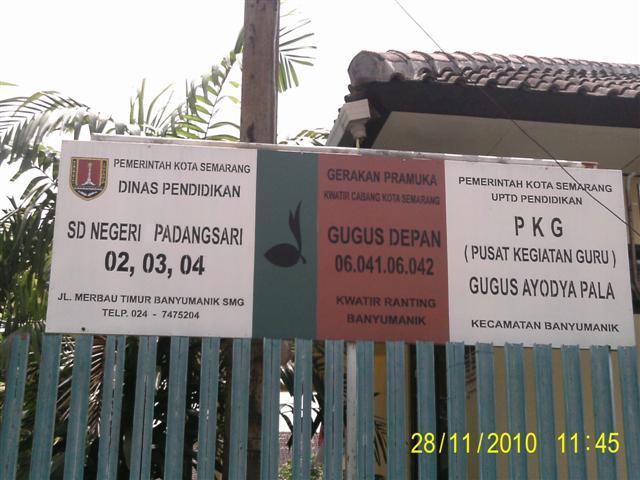 PEMERINTAH KOTA SEMARANG
DINAS PENDIDIKAN
SD NEGERI PADANGSARI
02, 03, 04
JL. MERBAU TIMUR BANYUMANIK SMG
TELP. 024 - 7475204
GERAKAN PRAMUKA
KWATIR CABANG KOTA SEMARANG
GUGUS DEPAN
06.041.06.042
KWATIR RANTING
BANYUMANIK
PEMERINTAH KOTA SEMARANG
UPTD PENDIDIKAN
P K G
( PUSAT KEGIATAN GURU )
GUGUS AYODYA PALA
KECAMATAN BANYUMANIK
28/11/2010 11:45